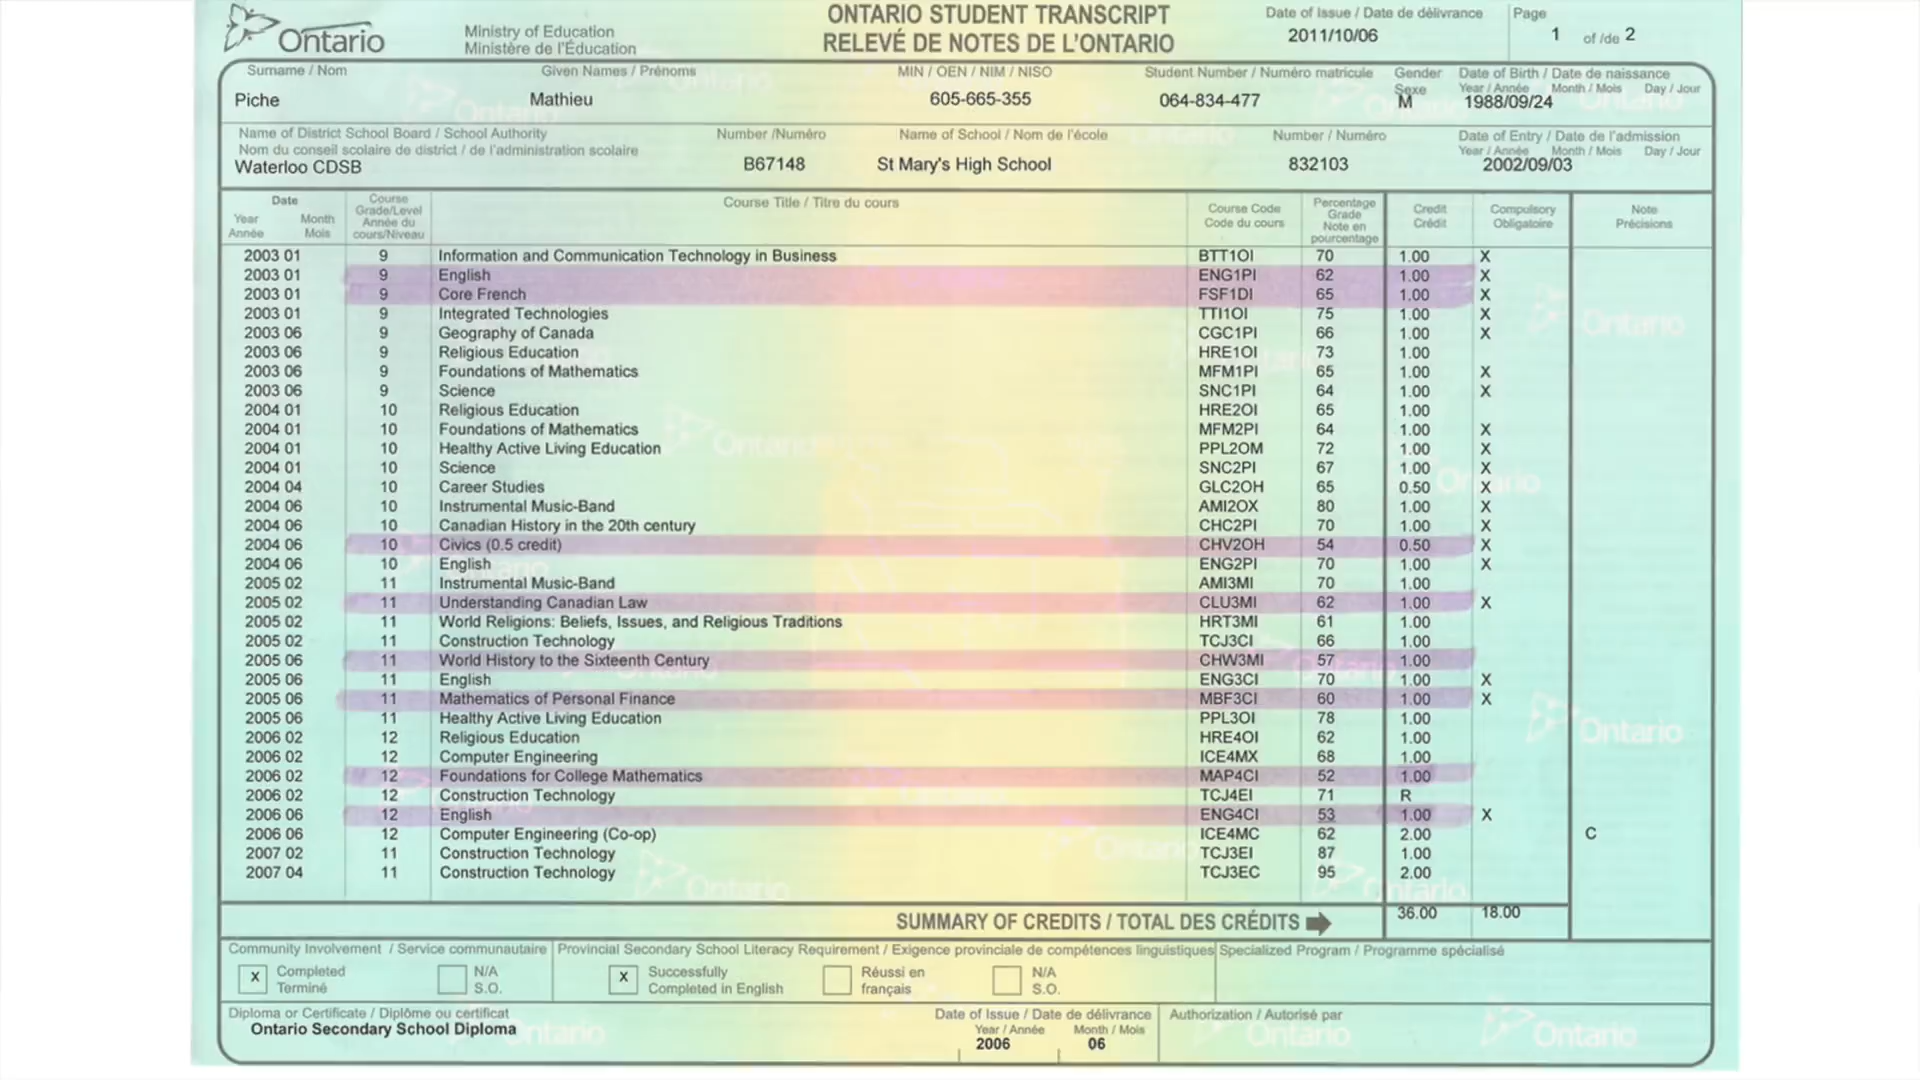 Ontario
Ministry of Education
Ministère de l'Éducation
ONTARIO STUDENT TRANSCRIPT
RELEVÉ DE NOTES DE L'ONTARIO
Date of Issue / Date de délivrance
2011/10/06
Page
1 of /de 2
Surname / Nom Given Names / Prénoms MIN / OEN / NIM / NISO Student Number / Numéro matricule Gender Sexe Date of Birth / Date de naissance
Year / Année Month / Mois Day / Jour
Piche Mathieu 605-665-355 064-834-477 M 1988/09/24
Name of District School Board / School Authority Number /Numéro Name of School / Nom de l'école Number / Numéro Date of Entry / Date de l'admission
Nom du conseil scolaire de district / de l'administration scolaire Year / Année Month / Mois Day / Jour
Waterloo CDSB B67148 St Mary's High School 832103 2002/09/03
Date
Year Année Month Mois
Course Grade/Level Année du cours/Niveau
Course Title / Titre du cours
Course Code Code du cours
Percentage Grade Note en pourcentage
Credit Crédit
Compulsory Obligatoire
Note Précisions
2003 01 9 Information and Communication Technology in Business BTT1OI 70 1.00 X
2003 01 9 English ENG1PI 62 1.00 X
2003 01 9 Core French FSF1DI 65 1.00 X
2003 01 9 Integrated Technologies TTI1OI 75 1.00 X
2003 06 9 Geography of Canada CGC1PI 66 1.00 X
2003 06 9 Religious Education HRE1OI 73 1.00
2003 06 9 Foundations of Mathematics MFM1PI 65 1.00 X
2003 06 9 Science SNC1PI 64 1.00 X
2004 01 10 Religious Education HRE2OI 65 1.00
2004 01 10 Foundations of Mathematics MFM2PI 64 1.00 X
2004 01 10 Healthy Active Living Education PPL2OM 72 1.00 X
2004 01 10 Science SNC2PI 67 1.00 X
2004 04 10 Career Studies GLC2OH 65 0.50 X
2004 06 10 Instrumental Music-Band AMI2OX 80 1.00 X
2004 06 10 Canadian History in the 20th century CHC2PI 70 1.00 X
2004 06 10 Civics (0.5 credit) CHV2OH 54 0.50 X
2004 06 10 English ENG2PI 70 1.00 X
2005 02 11 Instrumental Music-Band AMI3MI 70 1.00
2005 02 11 Understanding Canadian Law CLU3MI 62 1.00 X
2005 02 11 World Religions: Beliefs, Issues, and Religious Traditions HRT3MI 61 1.00
2005 02 11 Construction Technology TCJ3CI 66 1.00
2005 06 11 World History to the Sixteenth Century CHW3MI 57 1.00
2005 06 11 English ENG3CI 70 1.00 X
2005 06 11 Mathematics of Personal Finance MBF3CI 60 1.00 X
2005 06 11 Healthy Active Living Education PPL3OI 78 1.00
2006 02 12 Religious Education HRE4OI 62 1.00
2006 02 12 Computer Engineering ICE4MX 68 1.00
2006 02 12 Foundations for College Mathematics MAP4CI 52 1.00
2006 02 12 Construction Technology TCJ4EI 71 R
2006 06 12 English ENG4CI 53 1.00 X
2006 06 12 Computer Engineering (Co-op) ICE4MC 62 2.00 C
2007 02 11 Construction Technology TCJ3EI 87 1.00
2007 04 11 Construction Technology TCJ3EC 95 2.00
SUMMARY OF CREDITS / TOTAL DES CRÉDITS 36.00 18.00
Community Involvement / Service communautaire Provincial Secondary School Literacy Requirement / Exigence provinciale de compétences linguistiques Specialized Program / Programme spécialisé
X Completed N/A X Successfully Réussi en N/A
Terminé S.O. Completed in English français S.O.
Diploma or Certificate / Diplôme ou certificat Date of Issue / Date de délivrance Authorization / Autorisé par
Ontario Secondary School Diploma Year / Année Month / Mois
2006 06